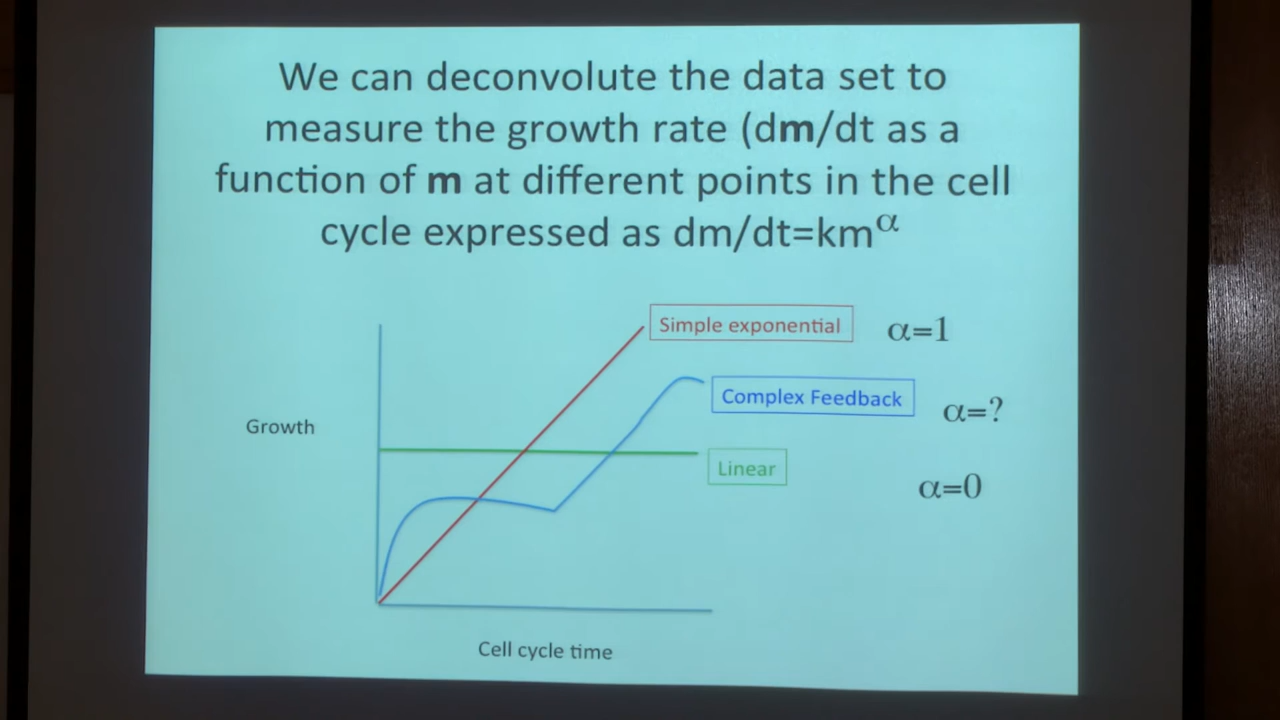 We can deconvolute the data set to
measure the growth rate (dm/dt as a
function of m at different points in the cell
cycle expressed as dm/dt=kmα
Simple exponential
α=1
Complex Feedback
α=?
Growth
Linear
α=0
Cell cycle time